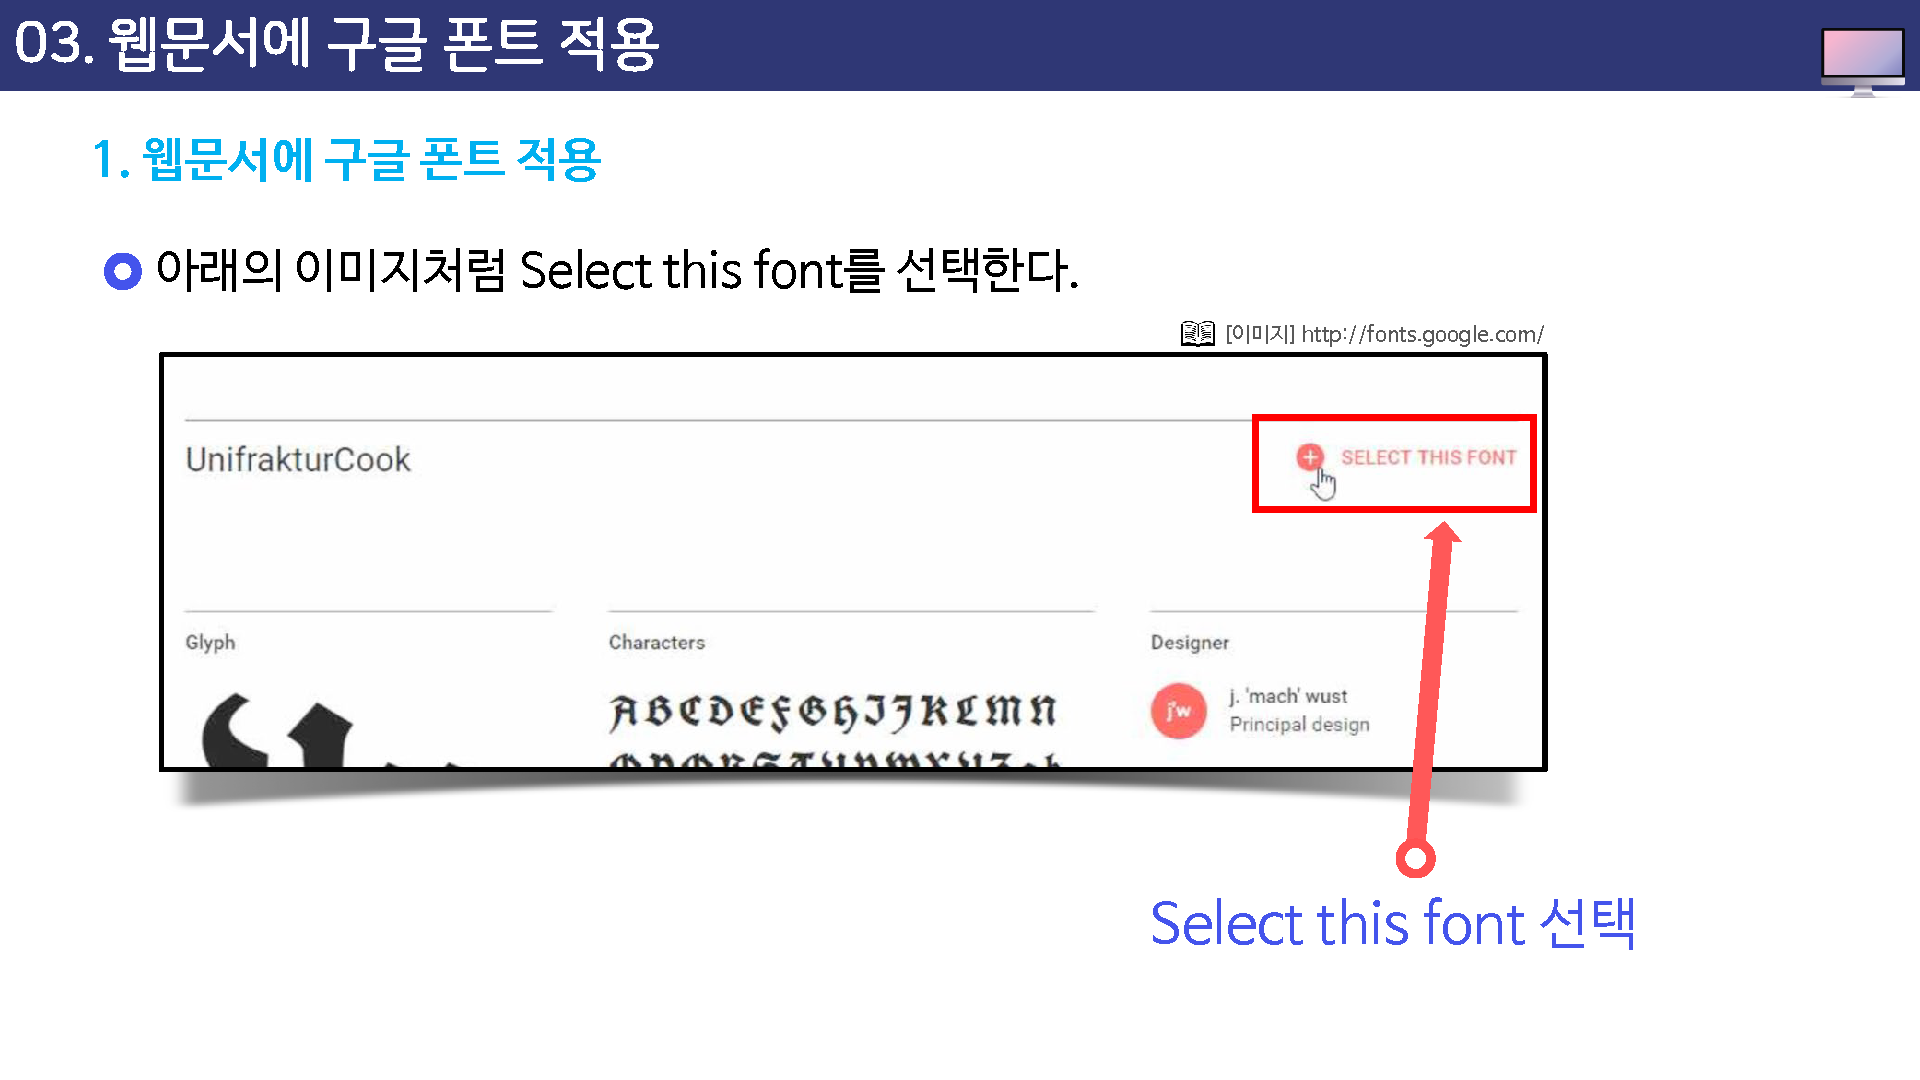 03. 웹문서에 구글 폰트 적용
1. 웹문서에 구글 폰트 적용
아래의 이미지처럼 Select this font를 선택한다.
[이미지] http://fonts.google.com/
UnifrakturCook
SELECT THIS FONT
Glyph
Characters
Designer
A B C D E F G H I J K L M N
j'w
j. 'mach' wust
Principal design
Select this font 선택